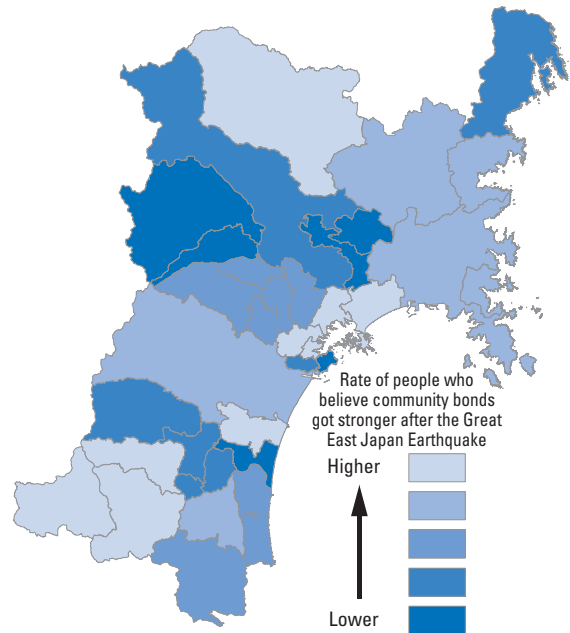 Rate of people who
believe community bonds
got stronger after the Great
East Japan Earthquake
Higher
Lower